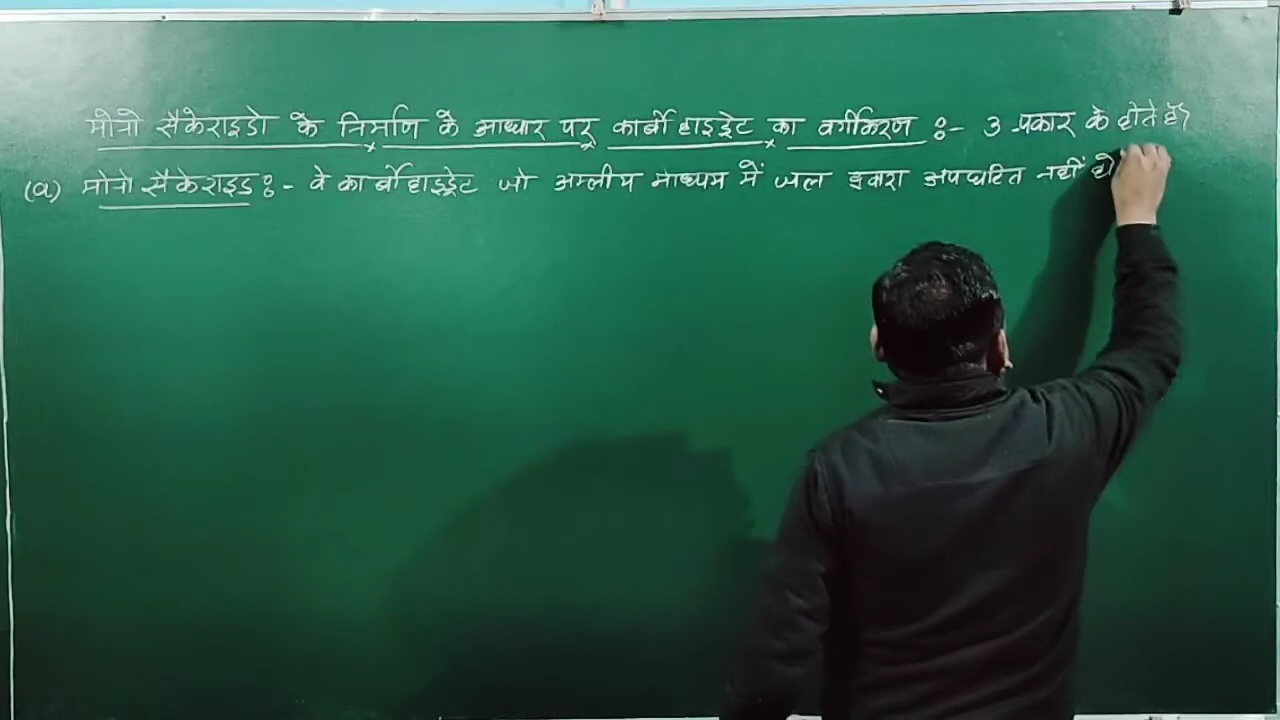 मोनो सैकेराइडो के निर्माण के आधार पर कार्बोहाइड्रेट का वर्गीकरण :- 3 प्रकार के होते है।
(a) मोनो सैकेराइड :- वे कार्बोहाइड्रेट जो अम्लीय माध्यम में जल द्वारा अपघटित नहीं हो